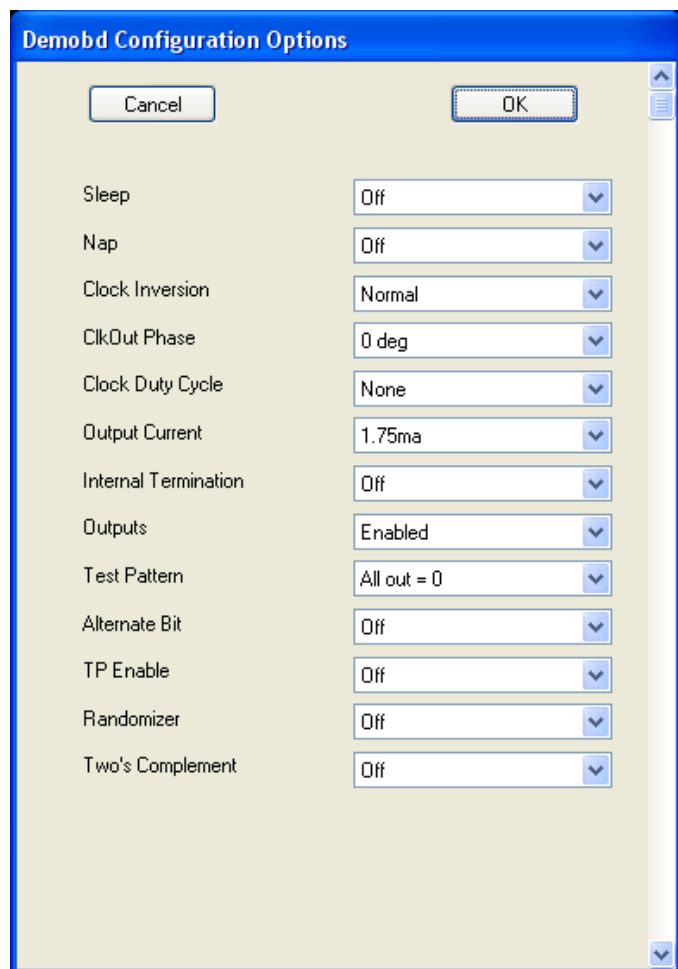 Demobd Configuration Options
Cancel OK
Sleep Off
Nap Off
Clock Inversion Normal
ClkOut Phase 0 deg
Clock Duty Cycle None
Output Current 1.75ma
Internal Termination Off
Outputs Enabled
Test Pattern All out = 0
Alternate Bit Off
TP Enable Off
Randomizer Off
Two's Complement Off